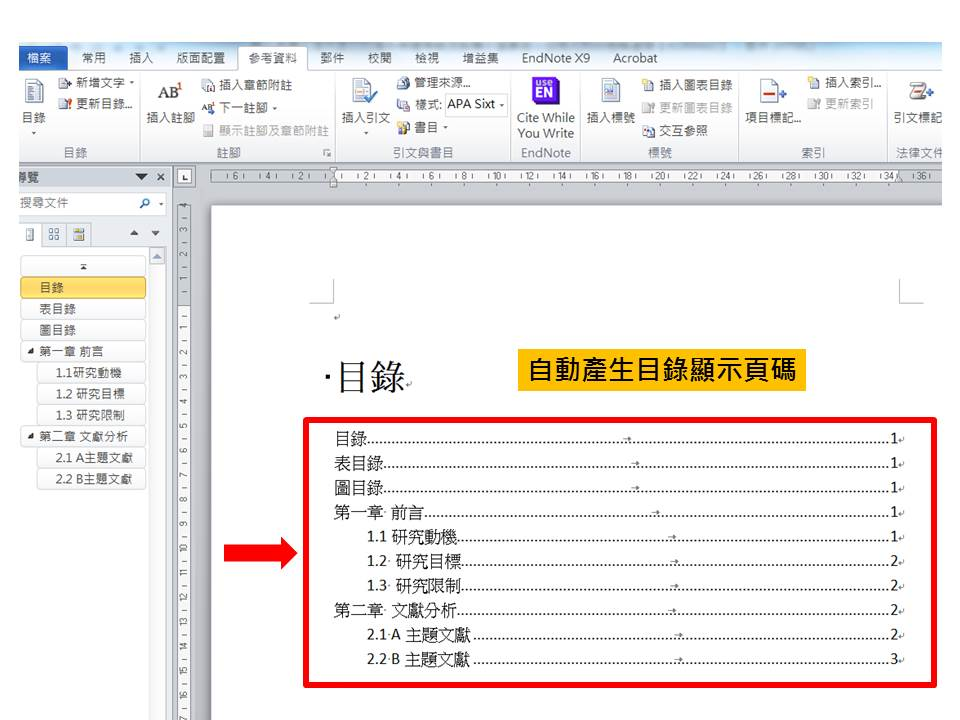 檔案 常用 插入 版面配置 參考資料 郵件 校閱 檢視 增益集 EndNote X9 Acrobat
目錄
新增文字
更新目錄...
目錄
AB1
插入註腳
插入章節附註
下一註腳
顯示註腳及章節附註
註腳
插入引文
管理來源...
樣式: APA Sixt
書目
引文與書目
EN
Cite While
You Write
EndNote
插入標號
插入圖表目錄
更新圖表目錄
交互參照
標號
項目標記...
插入索引...
更新索引
索引
引文標記
法律文件
導覽
搜尋文件
目錄
表目錄
圖目錄
第一章 前言
1.1研究動機
1.2 研究目標
1.3 研究限制
第二章 文獻分析
2.1 A主題文獻
2.2 B主題文獻
目錄
自動產生目錄顯示頁碼
目錄............1
表目錄............1
圖目錄............1
第一章 前言............1
1.1 研究動機............1
1.2 研究目標............2
1.3 研究限制............2
第二章 文獻分析............2
2.1 A 主題文獻............2
2.2 B 主題文獻............3